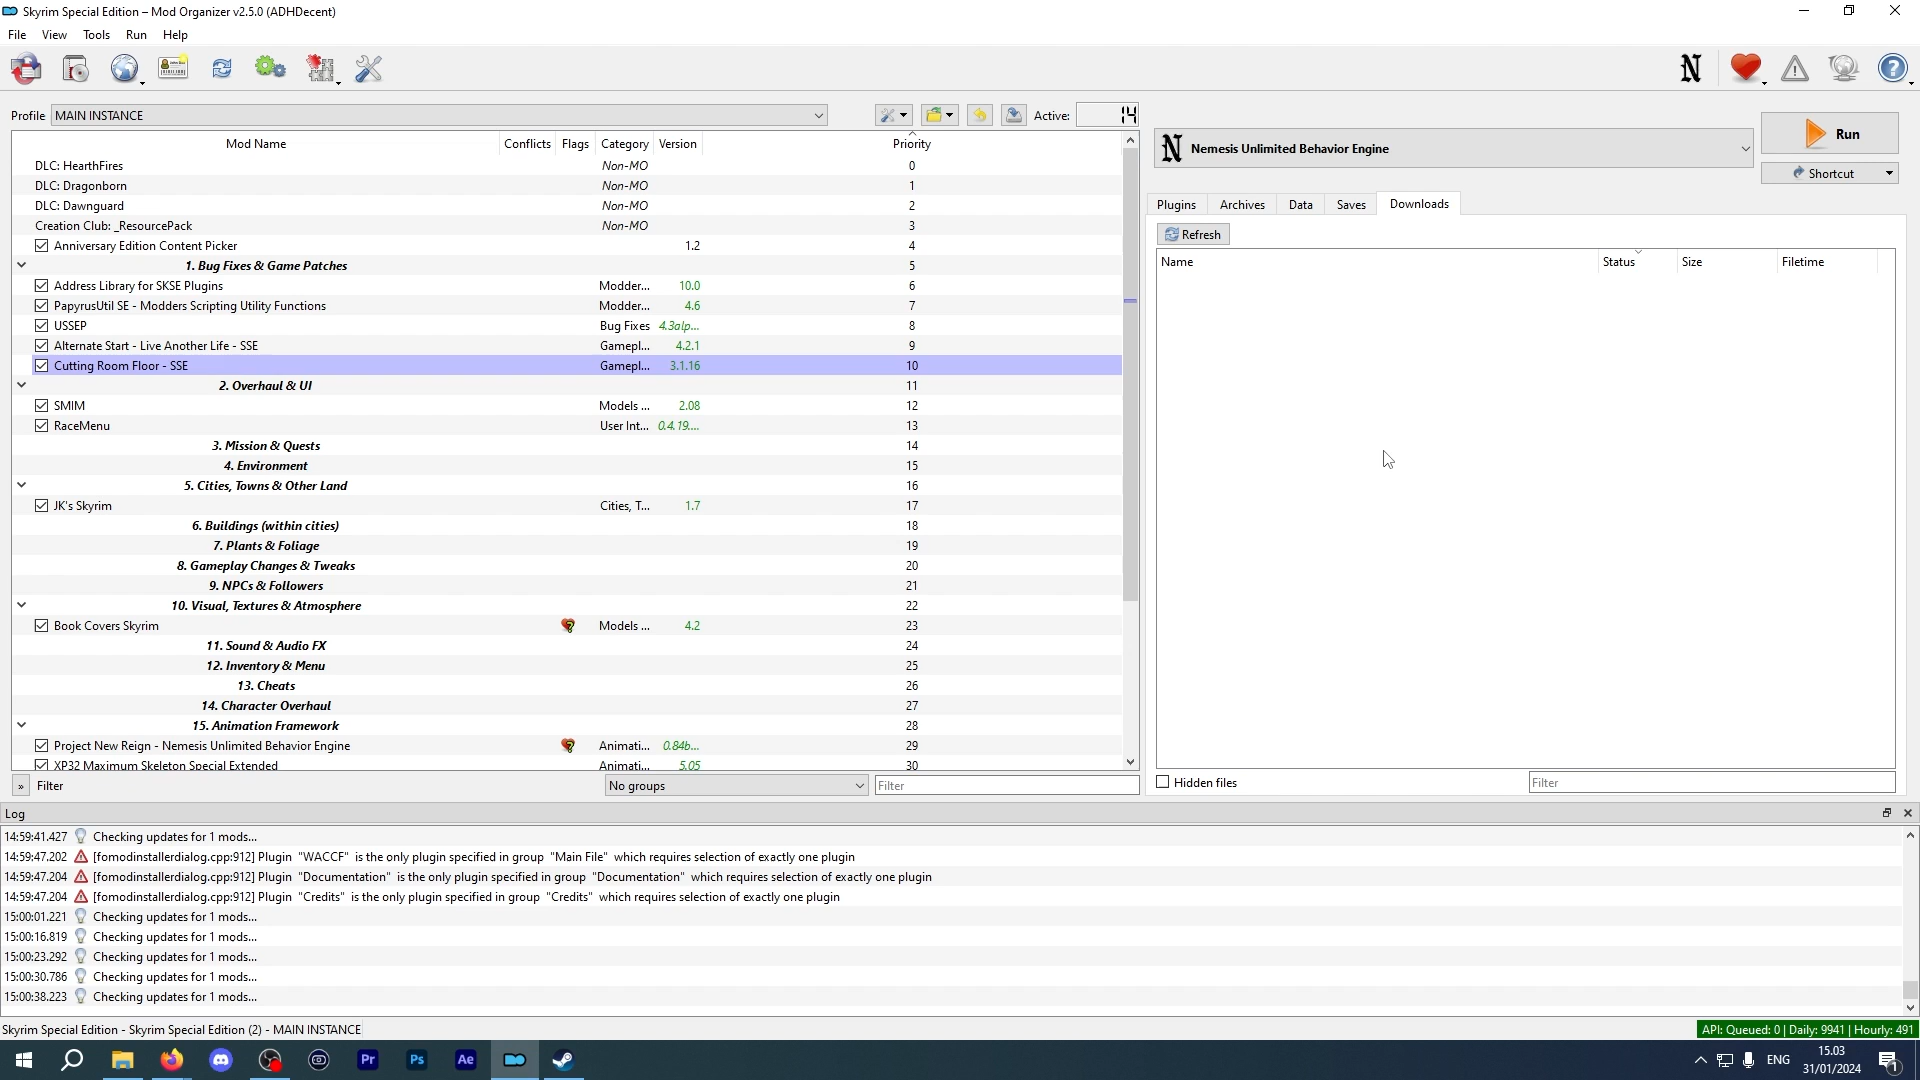 Skyrim Special Edition – Mod Organizer v2.5.0 (ADHDecent)
File View Tools Run Help
Profile MAIN INSTANCE Active: 14
Mod Name Conflicts Flags Category Version Priority
DLC: HearthFires Non-MO 0
DLC: Dragonborn Non-MO 1
DLC: Dawnguard Non-MO 2
Creation Club: _ResourcePack Non-MO 3
Anniversary Edition Content Picker 1.2 4
1. Bug Fixes & Game Patches 5
Address Library for SKSE Plugins Modder... 10.0 6
PapyrusUtil SE - Modders Scripting Utility Functions Modder... 4.6 7
USSEP Bug Fixes 4.3alp... 8
Alternate Start - Live Another Life - SSE Gamepl... 4.2.1 9
Cutting Room Floor - SSE Gamepl... 3.1.16 10
2. Overhaul & UI 11
SMIM Models ... 2.08 12
RaceMenu User Int... 0.4.19.... 13
3. Mission & Quests 14
4. Environment 15
5. Cities, Towns & Other Land 16
JK's Skyrim Cities, T... 1.7 17
6. Buildings (within cities) 18
7. Plants & Foliage 19
8. Gameplay Changes & Tweaks 20
9. NPCs & Followers 21
10. Visual, Textures & Atmosphere 22
Book Covers Skyrim Models ... 4.2 23
11. Sound & Audio FX 24
12. Inventory & Menu 25
13. Cheats 26
14. Character Overhaul 27
15. Animation Framework 28
Project New Reign - Nemesis Unlimited Behavior Engine Animati... 0.84b... 29
XP32 Maximum Skeleton Special Extended Animati... 5.05 30
» Filter No groups Filter
N Nemesis Unlimited Behavior Engine
Run
Shortcut
Plugins Archives Data Saves Downloads
Refresh
Name Status Size Filetime
Hidden files Filter
Log
14:59:41.427 Checking updates for 1 mods...
14:59:47.202 [fomodinstallerdialog.cpp:912] Plugin "WACCF" is the only plugin specified in group "Main File" which requires selection of exactly one plugin
14:59:47.204 [fomodinstallerdialog.cpp:912] Plugin "Documentation" is the only plugin specified in group "Documentation" which requires selection of exactly one plugin
14:59:47.204 [fomodinstallerdialog.cpp:912] Plugin "Credits" is the only plugin specified in group "Credits" which requires selection of exactly one plugin
15:00:01.221 Checking updates for 1 mods...
15:00:16.819 Checking updates for 1 mods...
15:00:23.292 Checking updates for 1 mods...
15:00:30.786 Checking updates for 1 mods...
15:00:38.223 Checking updates for 1 mods...
Skyrim Special Edition - Skyrim Special Edition (2) - MAIN INSTANCE
API: Queued: 0 | Daily: 9941 | Hourly: 491
Pr Ps Ae
ENG
15.03
31/01/2024
1